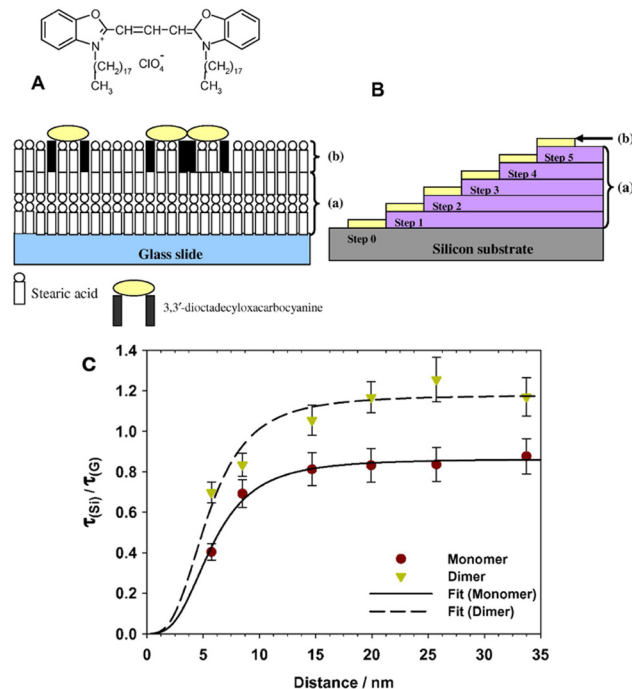 O
O
CH—CH=CH—CH
N
+
N
(CH₂)₁₇
ClO₄⁻
(CH₂)₁₇
CH₃
CH₃
A
B
(b)
(a)
Glass slide
Stearic acid
3,3′-dioctadecyloxacarbocyanine
(b)
(a)
Step 5
Step 4
Step 3
Step 2
Step 1
Step 0
Silicon substrate
C
τ(Si) / τ(G)
1.4
1.2
1.0
0.8
0.6
0.4
0.2
0.0
Monomer
Dimer
Fit (Monomer)
Fit (Dimer)
0 5 10 15 20 25 30 35
Distance / nm